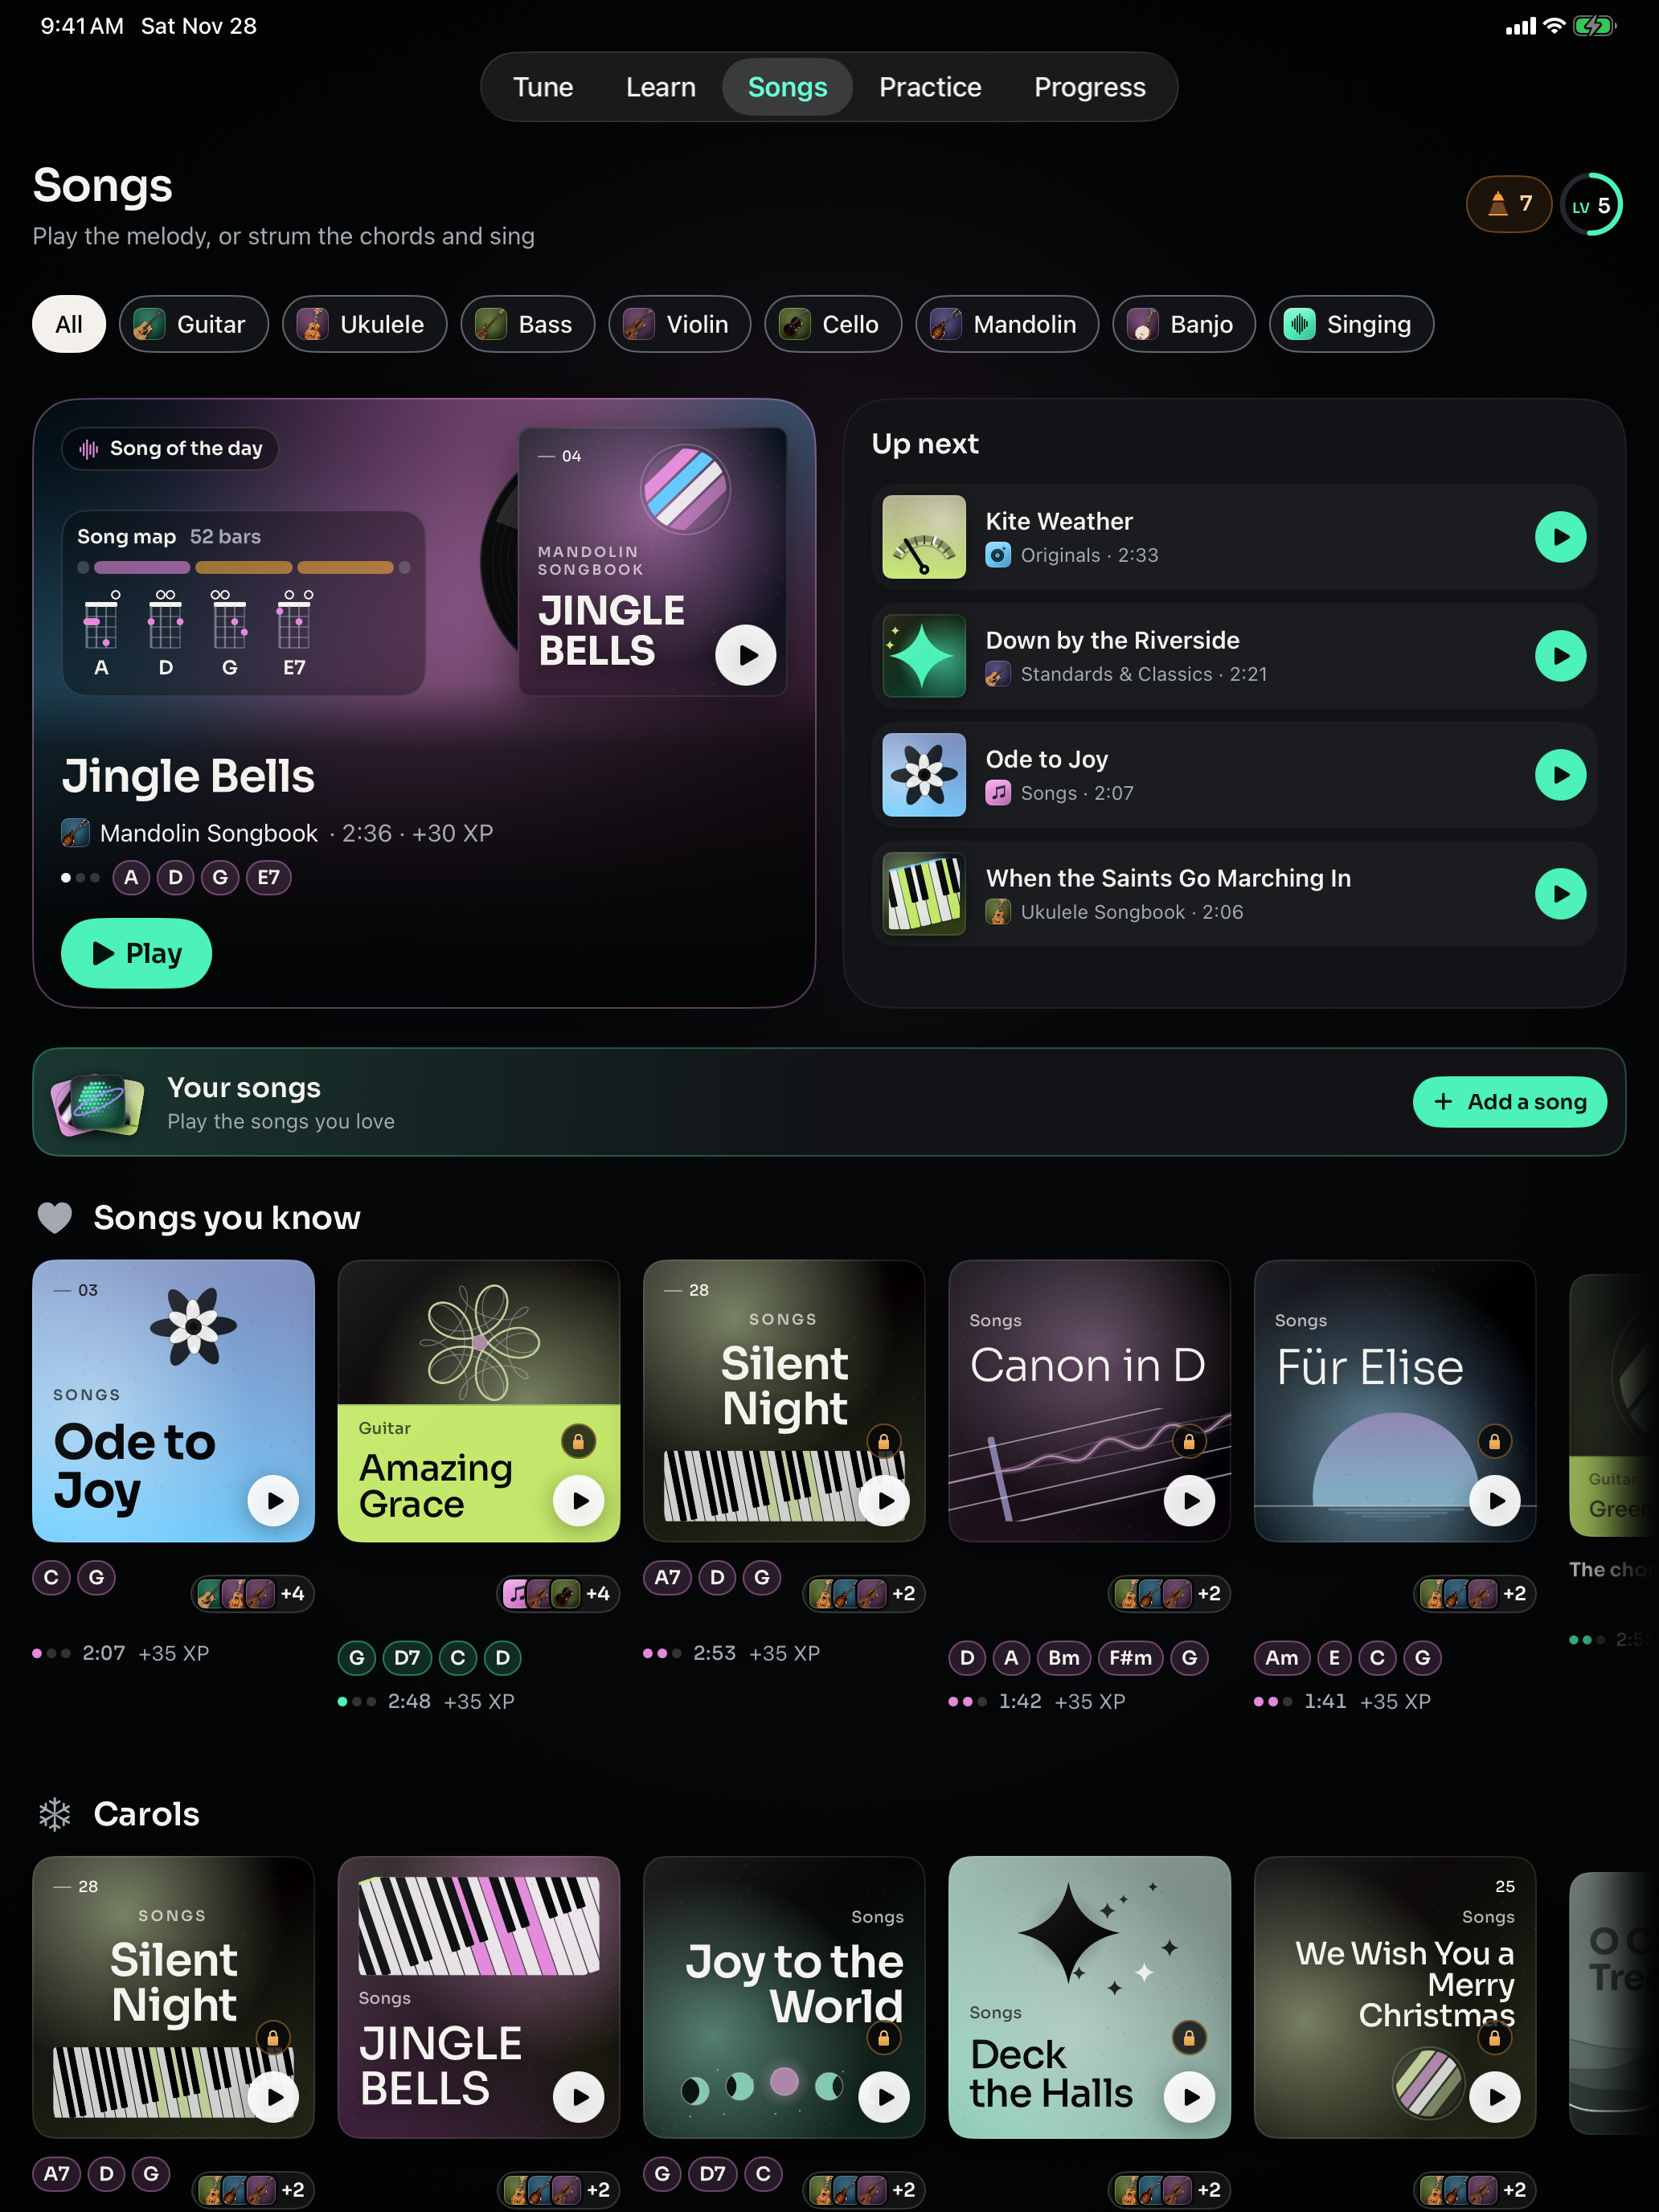 9:41 AM Sat Nov 28
Tune Learn Songs Practice Progress
Songs
Play the melody, or strum the chords and sing
7
LV 5
All Guitar Ukulele Bass Violin Cello Mandolin Banjo Singing
Song of the day
Song map 52 bars
A D G E7
04
MANDOLIN
SONGBOOK
JINGLE
BELLS
Jingle Bells
Mandolin Songbook · 2:36 · +30 XP
A D G E7
Play
Up next
Kite Weather
Originals · 2:33
Down by the Riverside
Standards & Classics · 2:21
Ode to Joy
Songs · 2:07
When the Saints Go Marching In
Ukulele Songbook · 2:06
Your songs
Play the songs you love
+ Add a song
Songs you know
03
SONGS
Ode to
Joy
C G
+4
2:07 +35 XP
Guitar
Amazing
Grace
+4
G D7 C D
2:48 +35 XP
28
SONGS
Silent
Night
A7 D G
+2
2:53 +35 XP
Songs
Canon in D
+2
D A Bm F#m G
1:42 +35 XP
Songs
Für Elise
+2
Am E C G
1:41 +35 XP
Guitar
The
Carols
28
SONGS
Silent
Night
A7 D G
+2
Songs
JINGLE
BELLS
+2
Songs
Joy to the
World
G D7 C
+2
Songs
Deck
the Halls
+2
25
Songs
We Wish You a
Merry
Christmas
+2